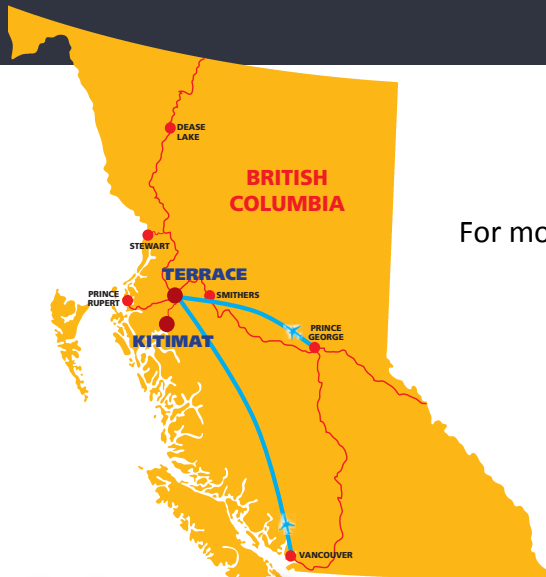 DEASE
LAKE
BRITISH
COLUMBIA
For mo
STEWART
TERRACE
PRINCE
RUPERT
SMITHERS
KITIMAT
PRINCE
GEORGE
VANCOUVER